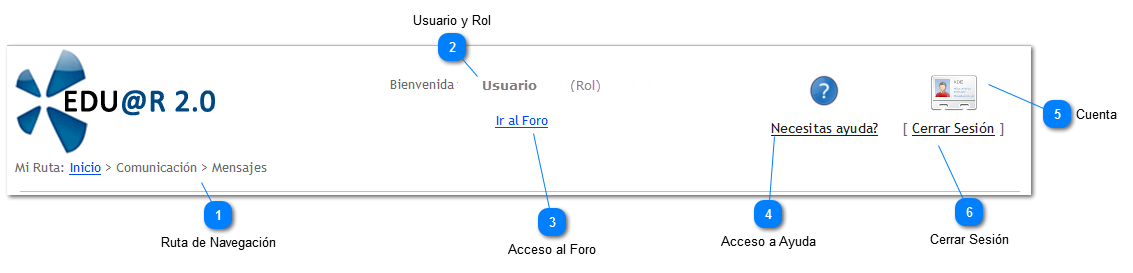 Usuario y Rol
2
Bienvenida Usuario (Rol)
EDU@R 2.0
?
Ir al Foro
5 Cuenta
Necesitas ayuda?
[ Cerrar Sesión ]
Mi Ruta: Inicio > Comunicación > Mensajes
1
3
4
6
Ruta de Navegación
Acceso al Foro
Acceso a Ayuda
Cerrar Sesión